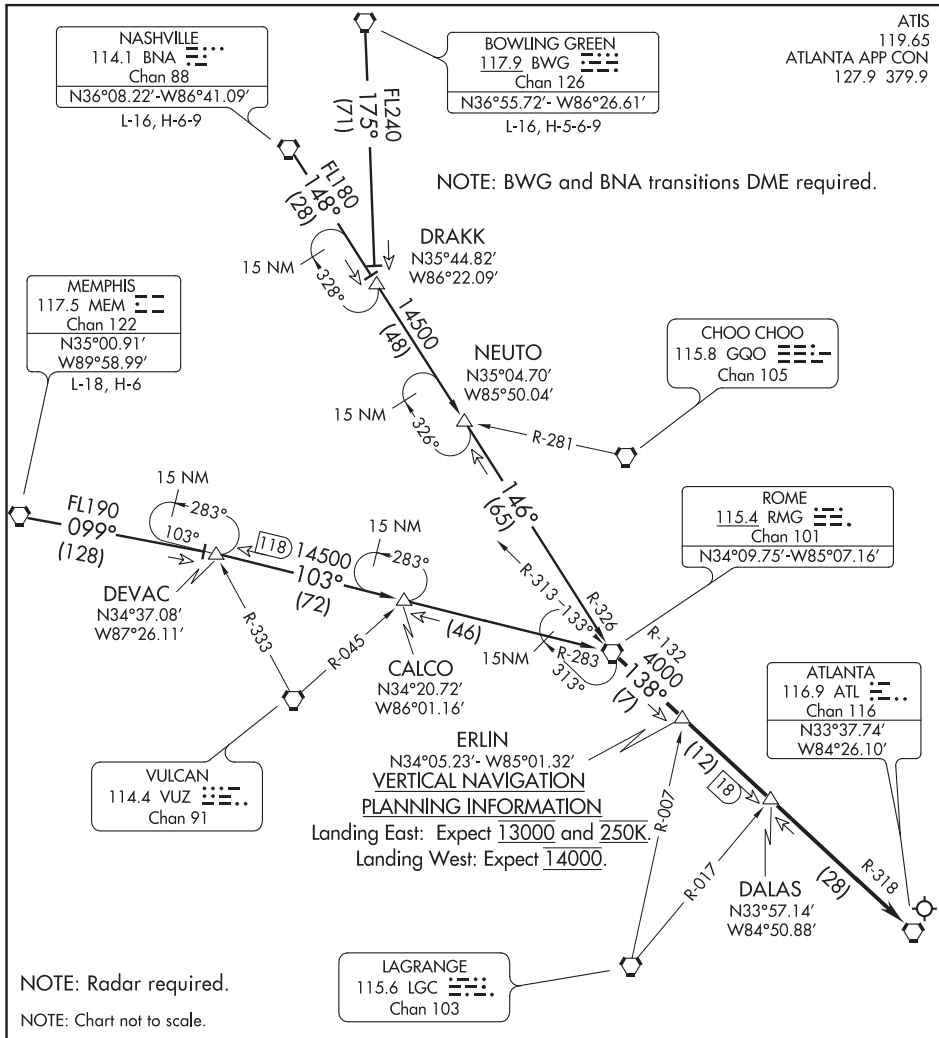 ATIS
119.65
ATLANTA APP CON
127.9 379.9
NASHVILLE
114.1 BNA
Chan 88
N36°08.22'-W86°41.09'
L-16, H-6-9
BOWLING GREEN
117.9 BWG
Chan 126
N36°55.72'- W86°26.61'
L-16, H-5-6-9
FL240
175°
(71)
FL180
148°
(28)
NOTE: BWG and BNA transitions DME required.
DRAKK
N35°44.82'
W86°22.09'
15 NM
328°
MEMPHIS
117.5 MEM
Chan 122
N35°00.91'
W89°58.99'
L-18, H-6
14500
(48)
NEUTO
N35°04.70'
W85°50.04'
15 NM
326°
CHOO CHOO
115.8 GQO
Chan 105
R-281
146°
(65)
ROME
115.4 RMG
Chan 101
N34°09.75'-W85°07.16'
15 NM
283°
103°
FL190
099°
(128)
118
14500
103°
(72)
15 NM
283°
DEVAC
N34°37.08'
W87°26.11'
R-333
R-045
(46)
CALCO
N34°20.72'
W86°01.16'
R-313
133°
R-326
15NM
R-283
313°
R-132
4000
138°
(7)
ATLANTA
116.9 ATL
Chan 116
N33°37.74'
W84°26.10'
VULCAN
114.4 VUZ
Chan 91
ERLIN
N34°05.23'- W85°01.32'
VERTICAL NAVIGATION
PLANNING INFORMATION
Landing East: Expect 13000 and 250K.
Landing West: Expect 14000.
R-007
(12)
18
R-017
DALAS
N33°57.14'
W84°50.88'
(28)
R-318
LAGRANGE
115.6 LGC
Chan 103
NOTE: Radar required.
NOTE: Chart not to scale.